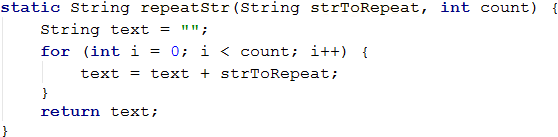 static String repeatStr(String strToRepeat, int count) {
    String text = "";
    for (int i = 0; i < count; i++) {
        text = text + strToRepeat;
    }
    return text;
}